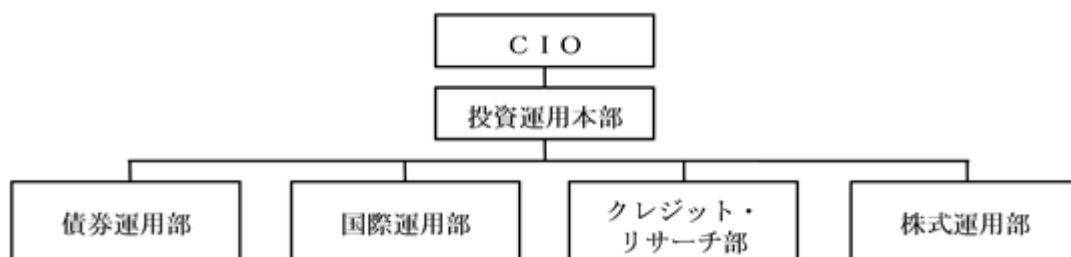 CIO
投資運用本部
債券運用部
国際運用部
クレジット・
リサーチ部
株式運用部